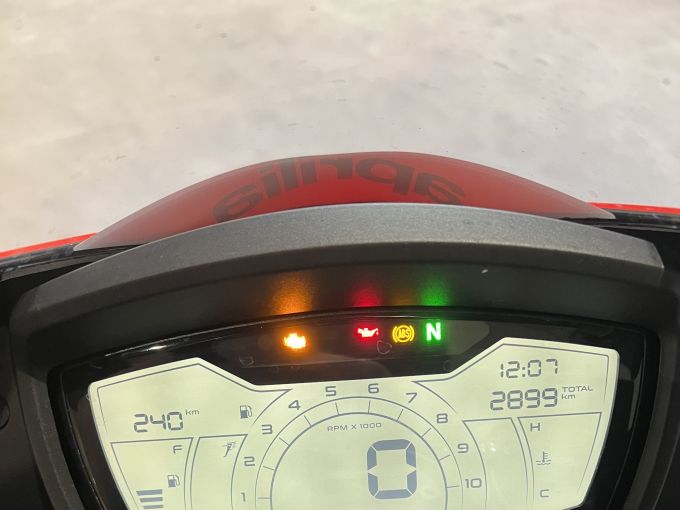 aprilia
ABS N
12:07
240 km 2899 TOTAL km
1 2 3 4 5 6 7 8 9 10
RPM X 1000
0
F H
C